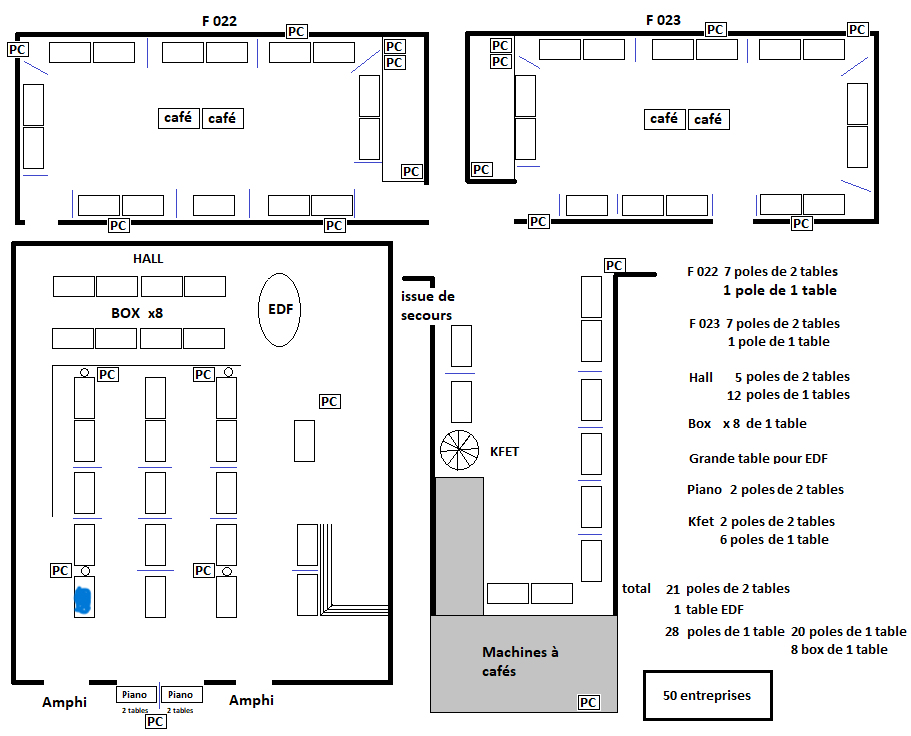 F 022
PC
PC
PC
PC
café café
PC
PC
PC
F 023
PC
PC
PC
PC
café café
PC
PC
PC
HALL
BOX x8
EDF
PC
PC
PC
PC
PC
Amphi
Piano
Piano
2 tables
2 tables
Amphi
PC
issue de
secours
PC
KFET
Machines à
cafés
PC
F 022 7 poles de 2 tables
1 pole de 1 table
F 023 7 poles de 2 tables
1 pole de 1 table
Hall 5 poles de 2 tables
12 poles de 1 tables
Box x 8 de 1 table
Grande table pour EDF
Piano 2 poles de 2 tables
Kfet 2 poles de 2 tables
6 poles de 1 table
total 21 poles de 2 tables
1 table EDF
28 poles de 1 table 20 poles de 1 table
8 box de 1 table
50 entreprises